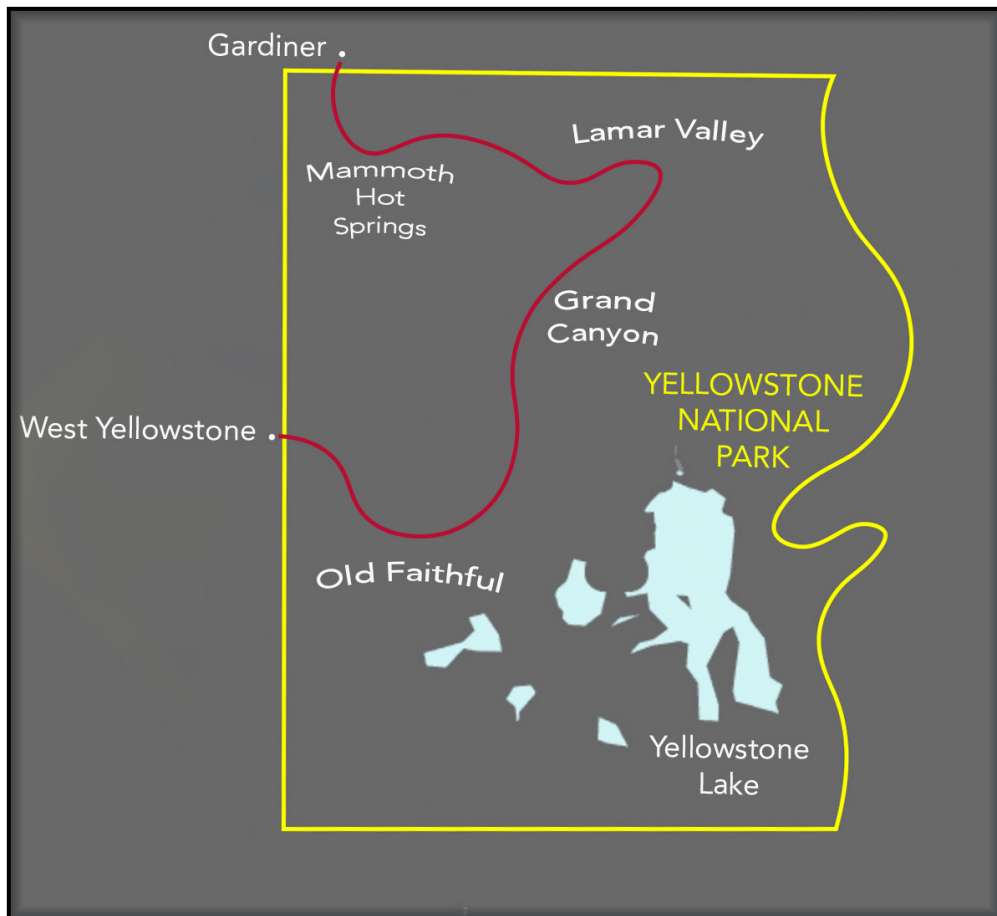 Gardiner
Lamar Valley
Mammoth
Hot
Springs
Grand
Canyon
YELLOWSTONE
NATIONAL
PARK
West Yellowstone
Old Faithful
Yellowstone
Lake